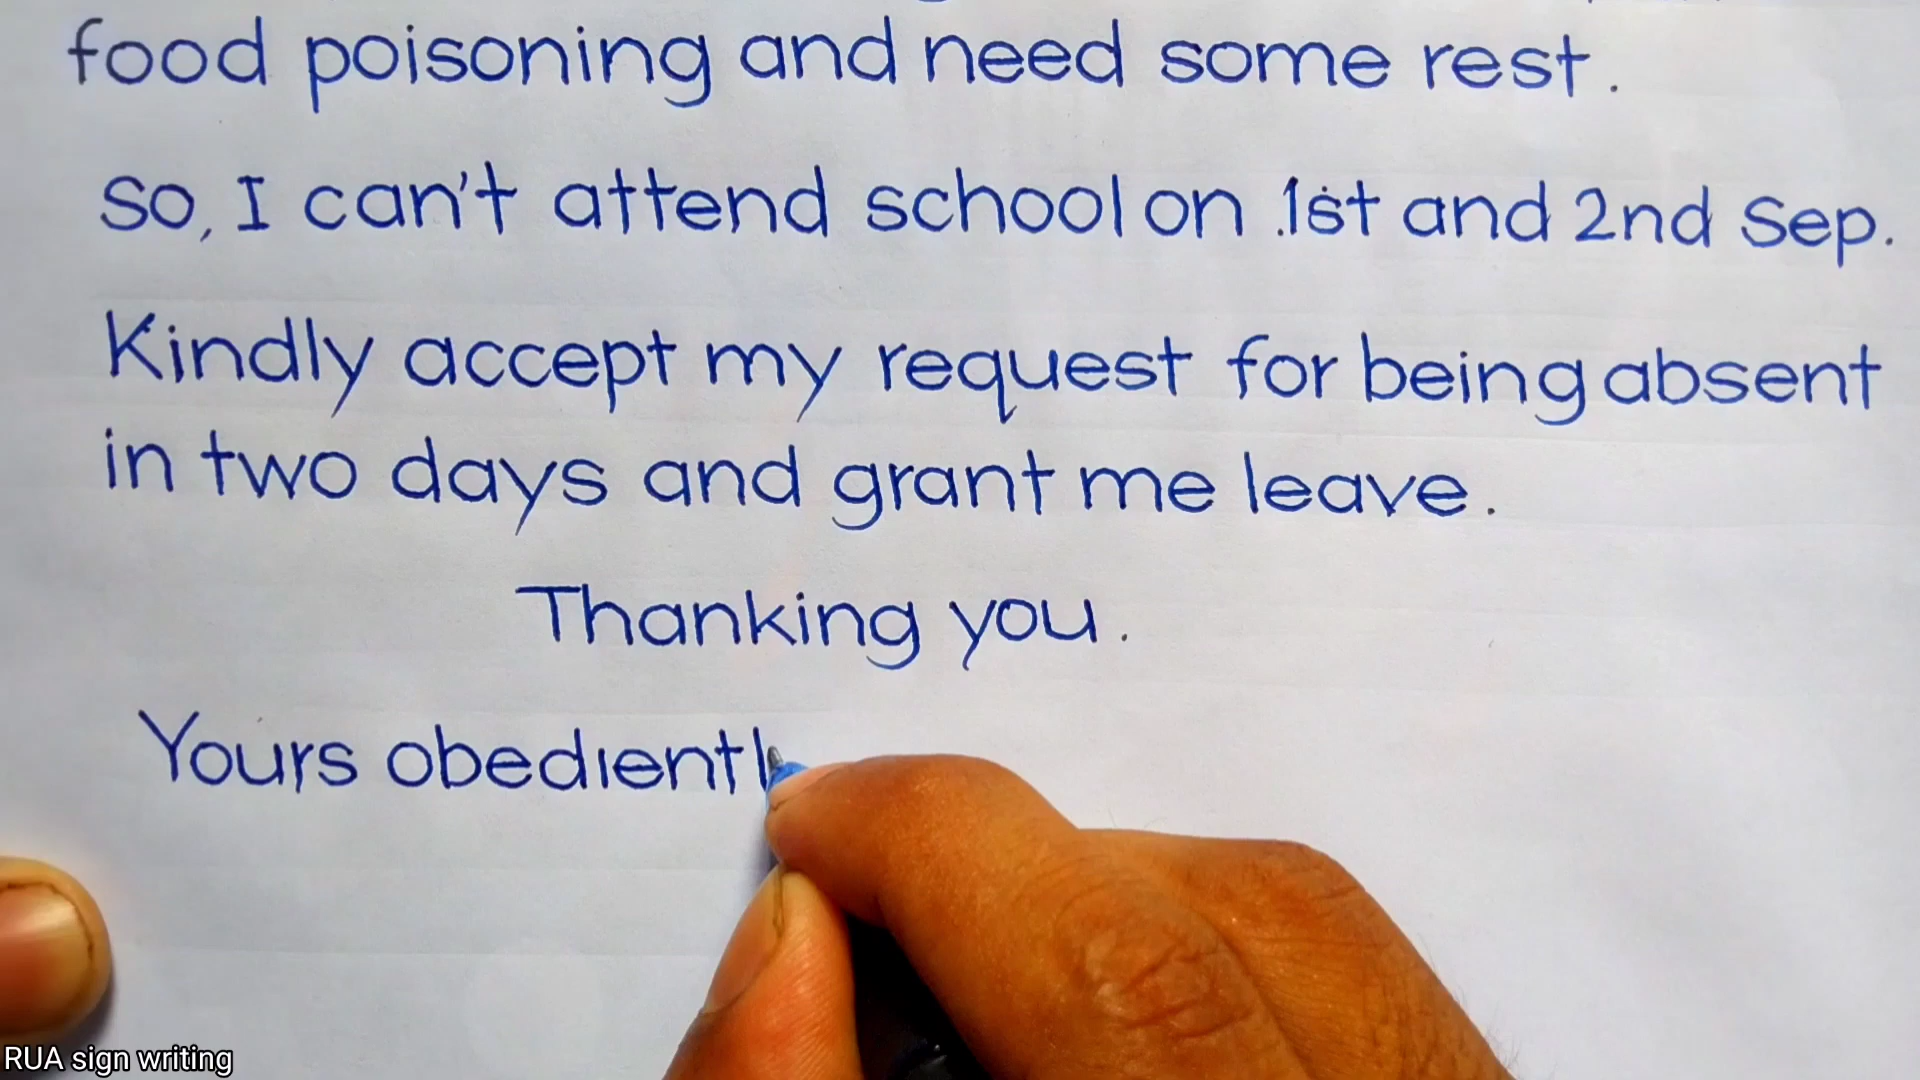 food poisoning and need some rest.
So, I can't attend school on 1st and 2nd Sep.
Kindly accept my request for being absent
in two days and grant me leave.
Thanking you.
Yours obedientl
RUA sign writing